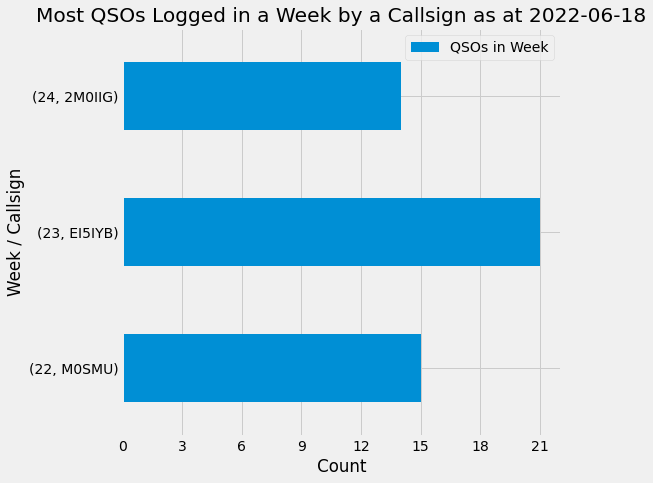 Most QSOs Logged in a Week by a Callsign as at 2022-06-18
QSOs in Week
(24, 2M0IIG)
(23, EI5IYB)
(22, M0SMU)
Week / Callsign
0 3 6 9 12 15 18 21
Count